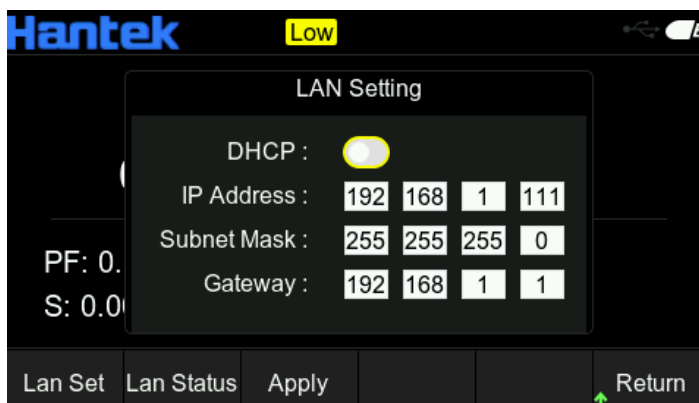 Hantek Low
LAN Setting
DHCP :
IP Address : 192 168 1 111
Subnet Mask : 255 255 255 0
Gateway : 192 168 1 1
PF: 0.
S: 0.0
Lan Set Lan Status Apply Return